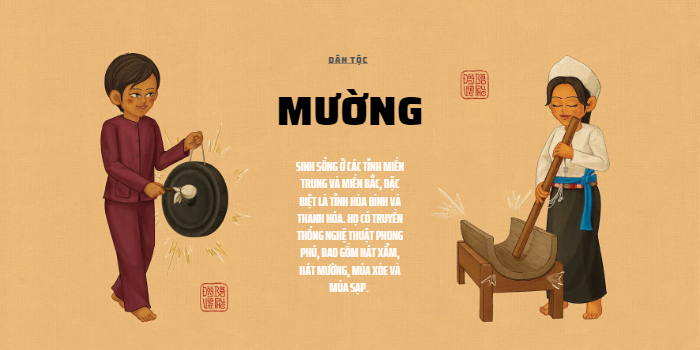 DÂN TỘC
MƯỜNG
SINH SỐNG Ở CÁC TỈNH MIỀN
TRUNG VÀ MIỀN BẮC, ĐẶC
BIỆT LÀ TỈNH HÒA BÌNH VÀ
THANH HÓA. HỌ CÓ TRUYỀN
THỐNG NGHỆ THUẬT PHONG
PHÚ, BAO GỒM HÁT XẨM,
HÁT MƯỜNG, MÚA XÒE VÀ
MÚA SẠP.